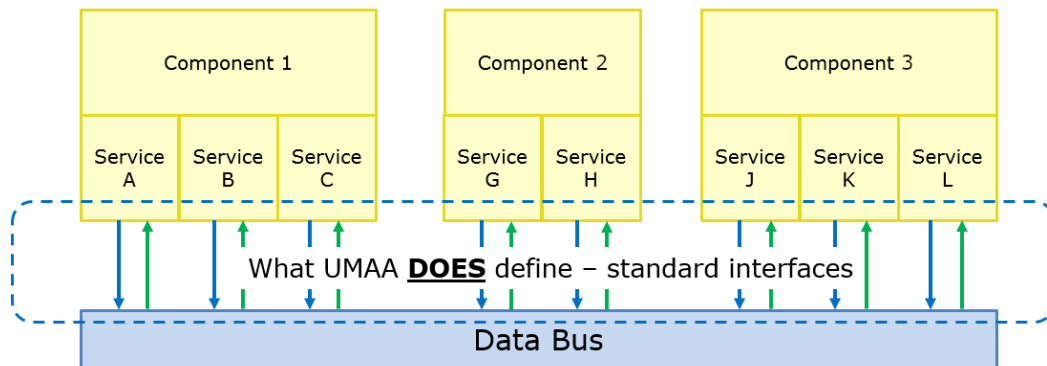 Component 1
Component 2
Component 3
Service A
Service B
Service C
Service G
Service H
Service J
Service K
Service L
What UMAA DOES define – standard interfaces
Data Bus